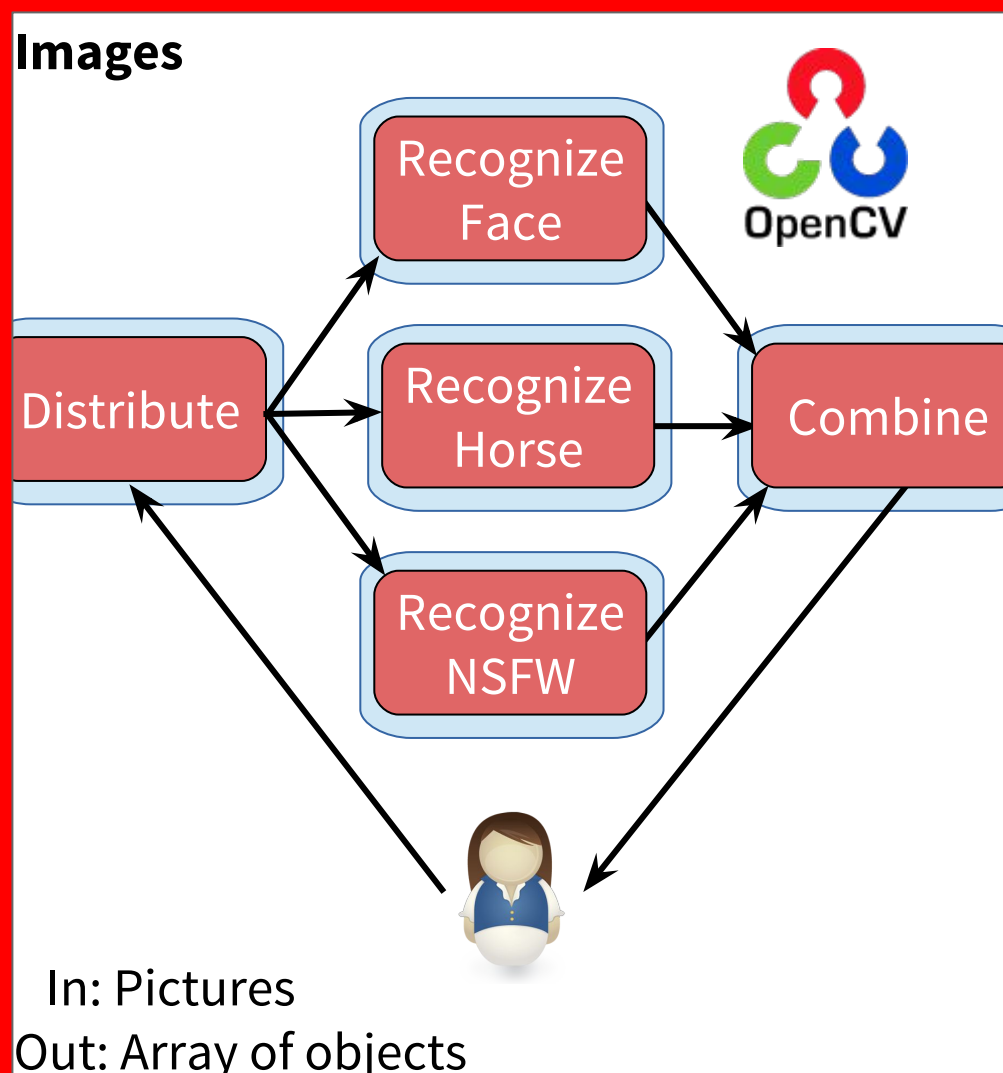 Images
OpenCV
Recognize
Face
Distribute
Recognize
Horse
Combine
Recognize
NSFW
In: Pictures
Out: Array of objects